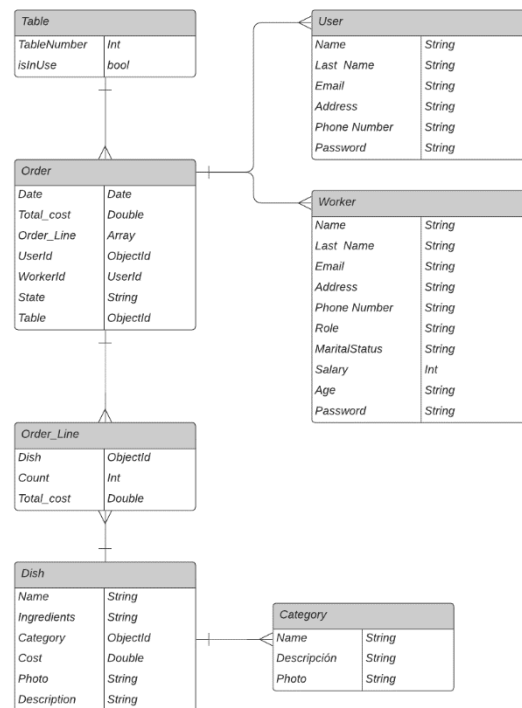 Table
TableNumber Int
isInUse bool
User
Name String
Last Name String
Email String
Address String
Phone Number String
Password String
Order
Date Date
Total_cost Double
Order_Line Array
UserId ObjectId
WorkerId UserId
State String
Table ObjectId
Worker
Name String
Last Name String
Email String
Address String
Phone Number String
Role String
MaritalStatus String
Salary Int
Age String
Password String
Order_Line
Dish ObjectId
Count Int
Total_cost Double
Dish
Name String
Ingredients String
Category ObjectId
Cost Double
Photo String
Description String
Category
Name String
Descripción String
Photo String